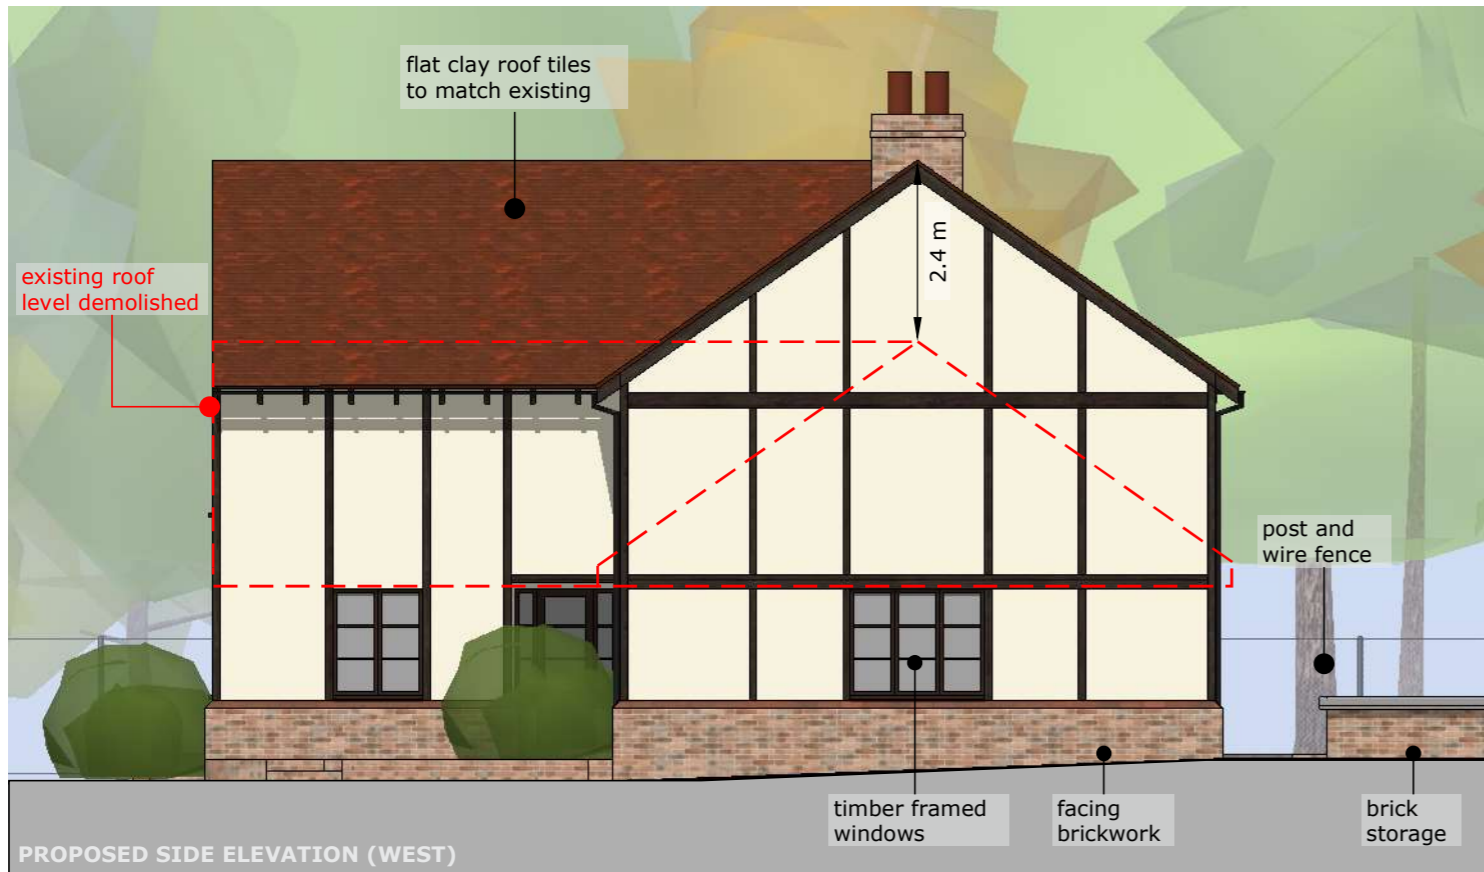 flat clay roof tiles
to match existing
existing roof
level demolished
2.4 m
post and
wire fence
timber framed
windows
facing
brickwork
brick
storage
PROPOSED SIDE ELEVATION (WEST)